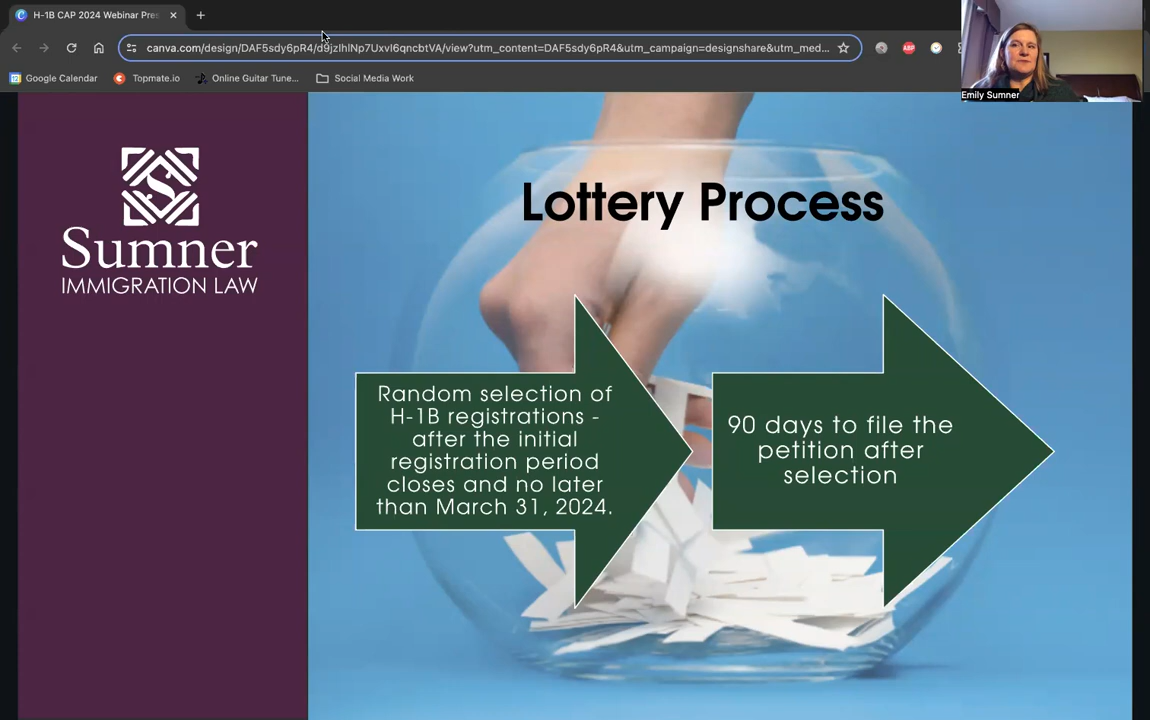 H-1B CAP 2024 Webinar Pres
canva.com/design/DAF5sdy6pR4/d9jzIhlNp7Uxvl6qncbtVA/view?utm_content=DAF5sdy6pR4&utm_campaign=designshare&utm_med...
ABP
Google Calendar
Topmate.io
Online Guitar Tune...
Social Media Work
Emily Sumner
S
Sumner
IMMIGRATION LAW
Lottery Process
Random selection of
H-1B registrations -
after the initial
registration period
closes and no later
than March 31, 2024.
90 days to file the
petition after
selection